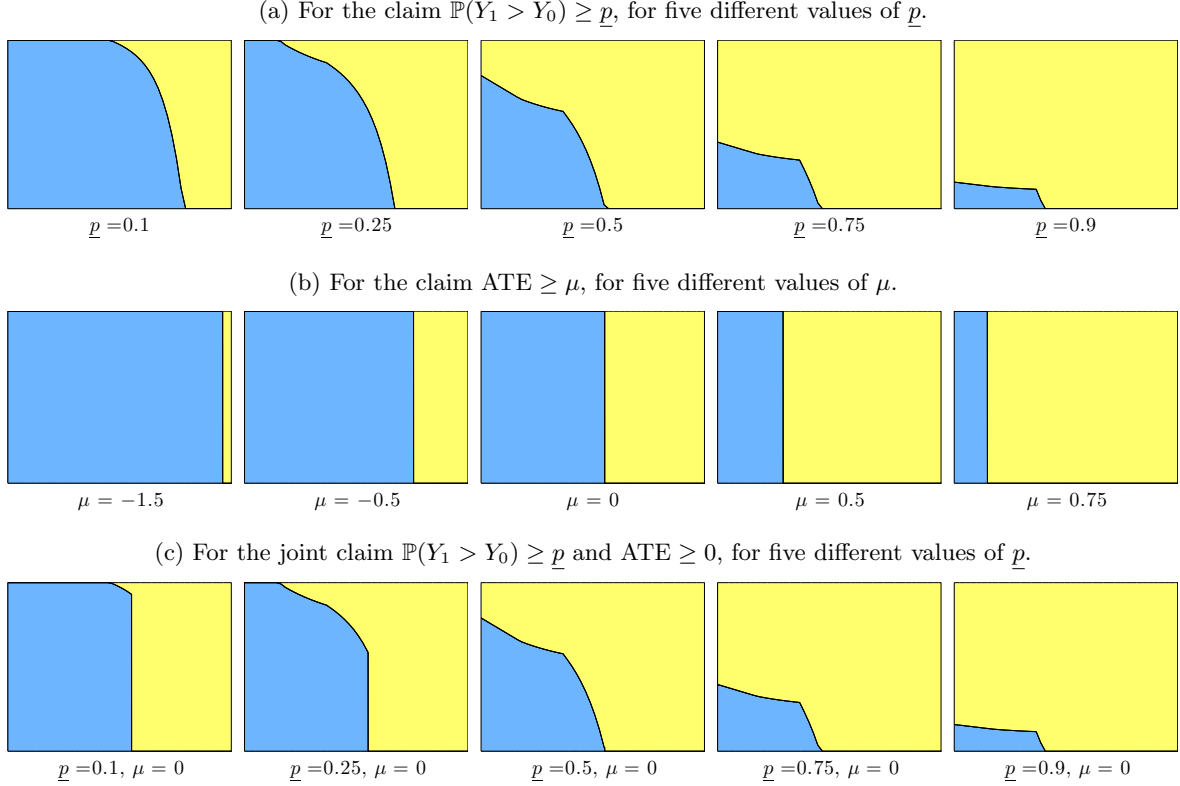 (a) For the claim ℙ(Y₁ > Y₀) ≥ p̲, for five different values of p̲.
p̲ =0.1 p̲ =0.25 p̲ =0.5 p̲ =0.75 p̲ =0.9
(b) For the claim ATE ≥ μ, for five different values of μ.
μ = −1.5 μ = −0.5 μ = 0 μ = 0.5 μ = 0.75
(c) For the joint claim ℙ(Y₁ > Y₀) ≥ p̲ and ATE ≥ 0, for five different values of p̲.
p̲ =0.1, μ = 0 p̲ =0.25, μ = 0 p̲ =0.5, μ = 0 p̲ =0.75, μ = 0 p̲ =0.9, μ = 0